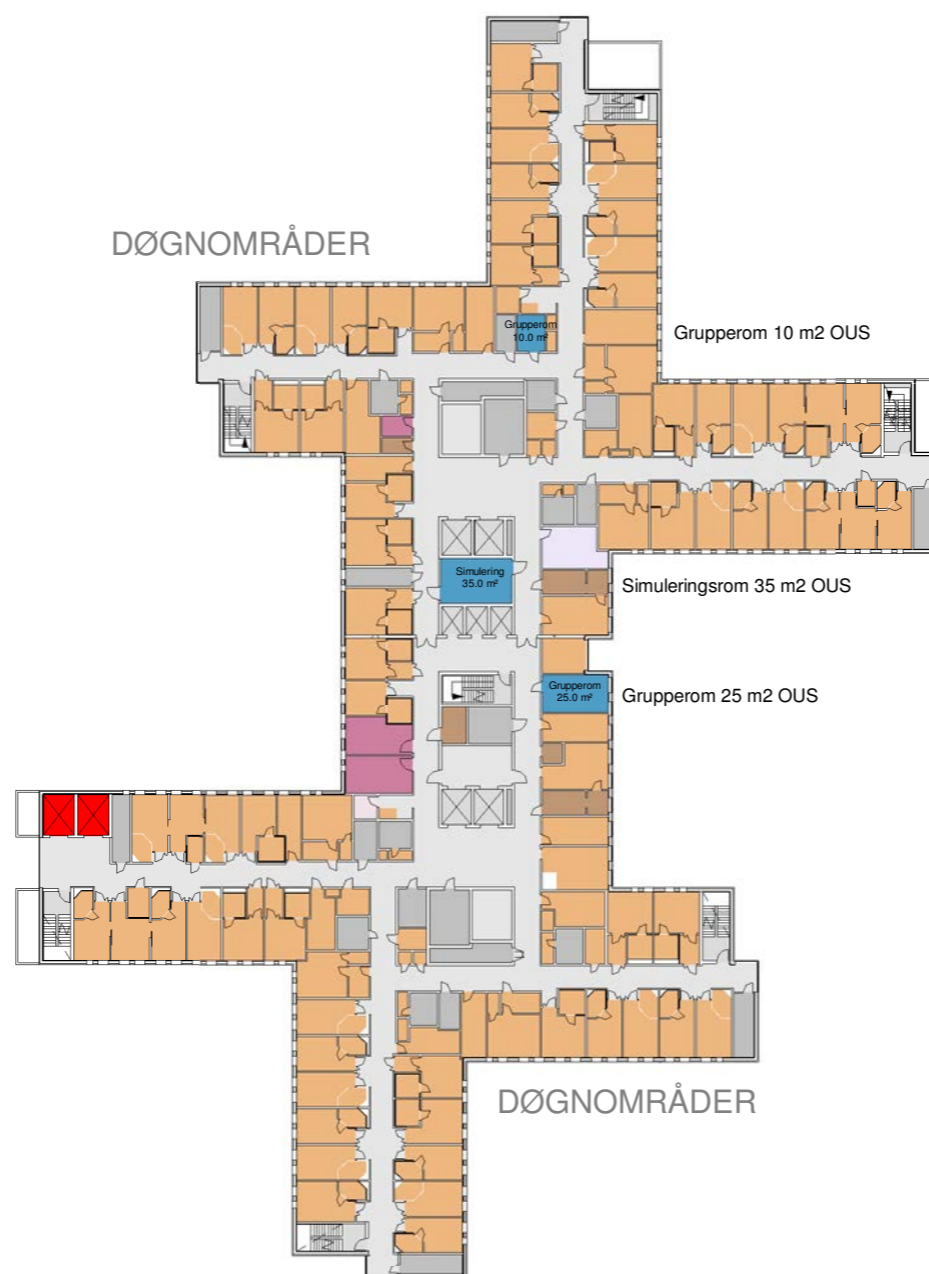 DØGNOMRÅDER
Grupperom
10.0 m²
Grupperom 10 m2 OUS
Simulering
35.0 m²
Simuleringsrom 35 m2 OUS
Grupperom
25.0 m²
Grupperom 25 m2 OUS
DØGNOMRÅDER